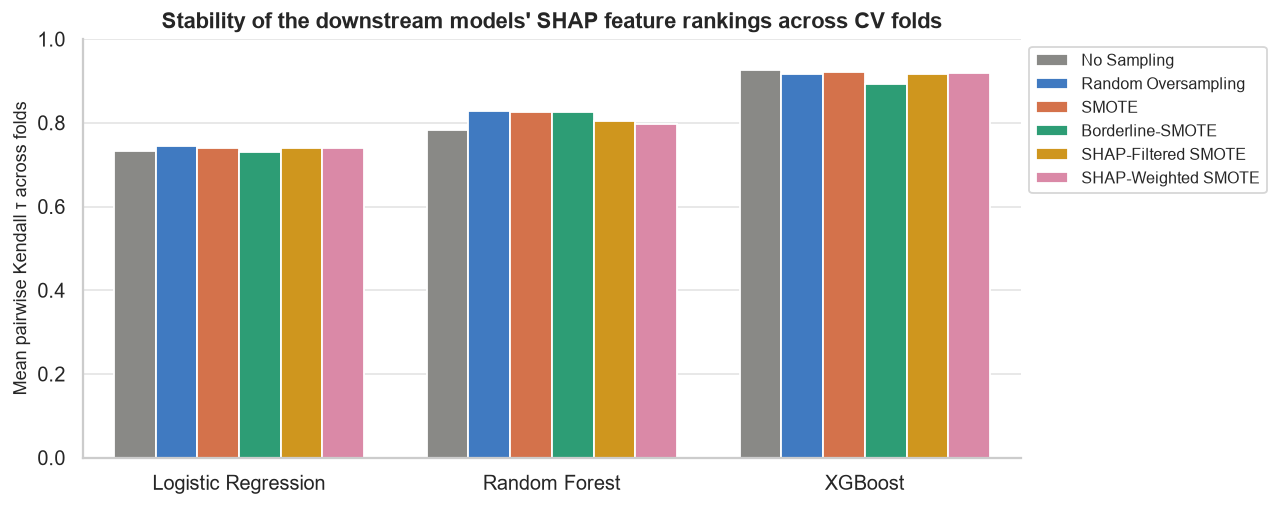 Stability of the downstream models' SHAP feature rankings across CV folds
Mean pairwise Kendall τ across folds
1.0
0.8
0.6
0.4
0.2
0.0
Logistic Regression
Random Forest
XGBoost
No Sampling
Random Oversampling
SMOTE
Borderline-SMOTE
SHAP-Filtered SMOTE
SHAP-Weighted SMOTE